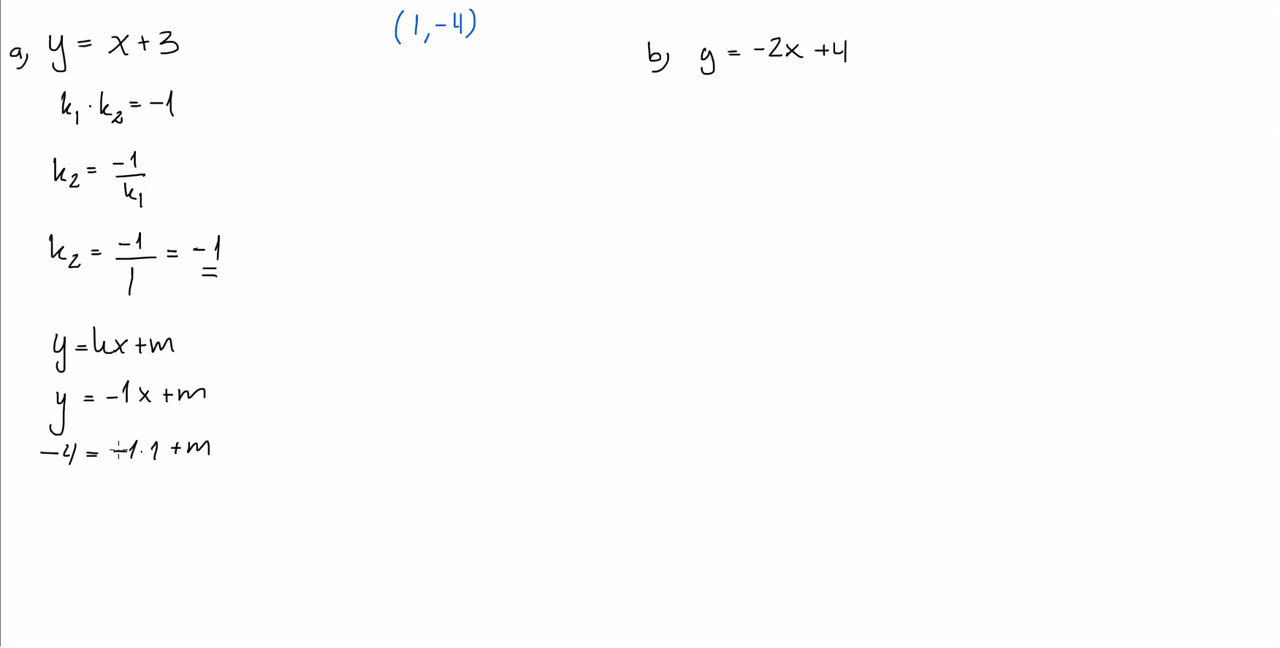 a) y = x + 3
(1, -4)
k₁ · k₂ = -1
k₂ = -1/k₁
k₂ = -1/1 = -1
y = kx + m
y = -1x + m
-4 = -1 · 1 + m
b) y = -2x + 4